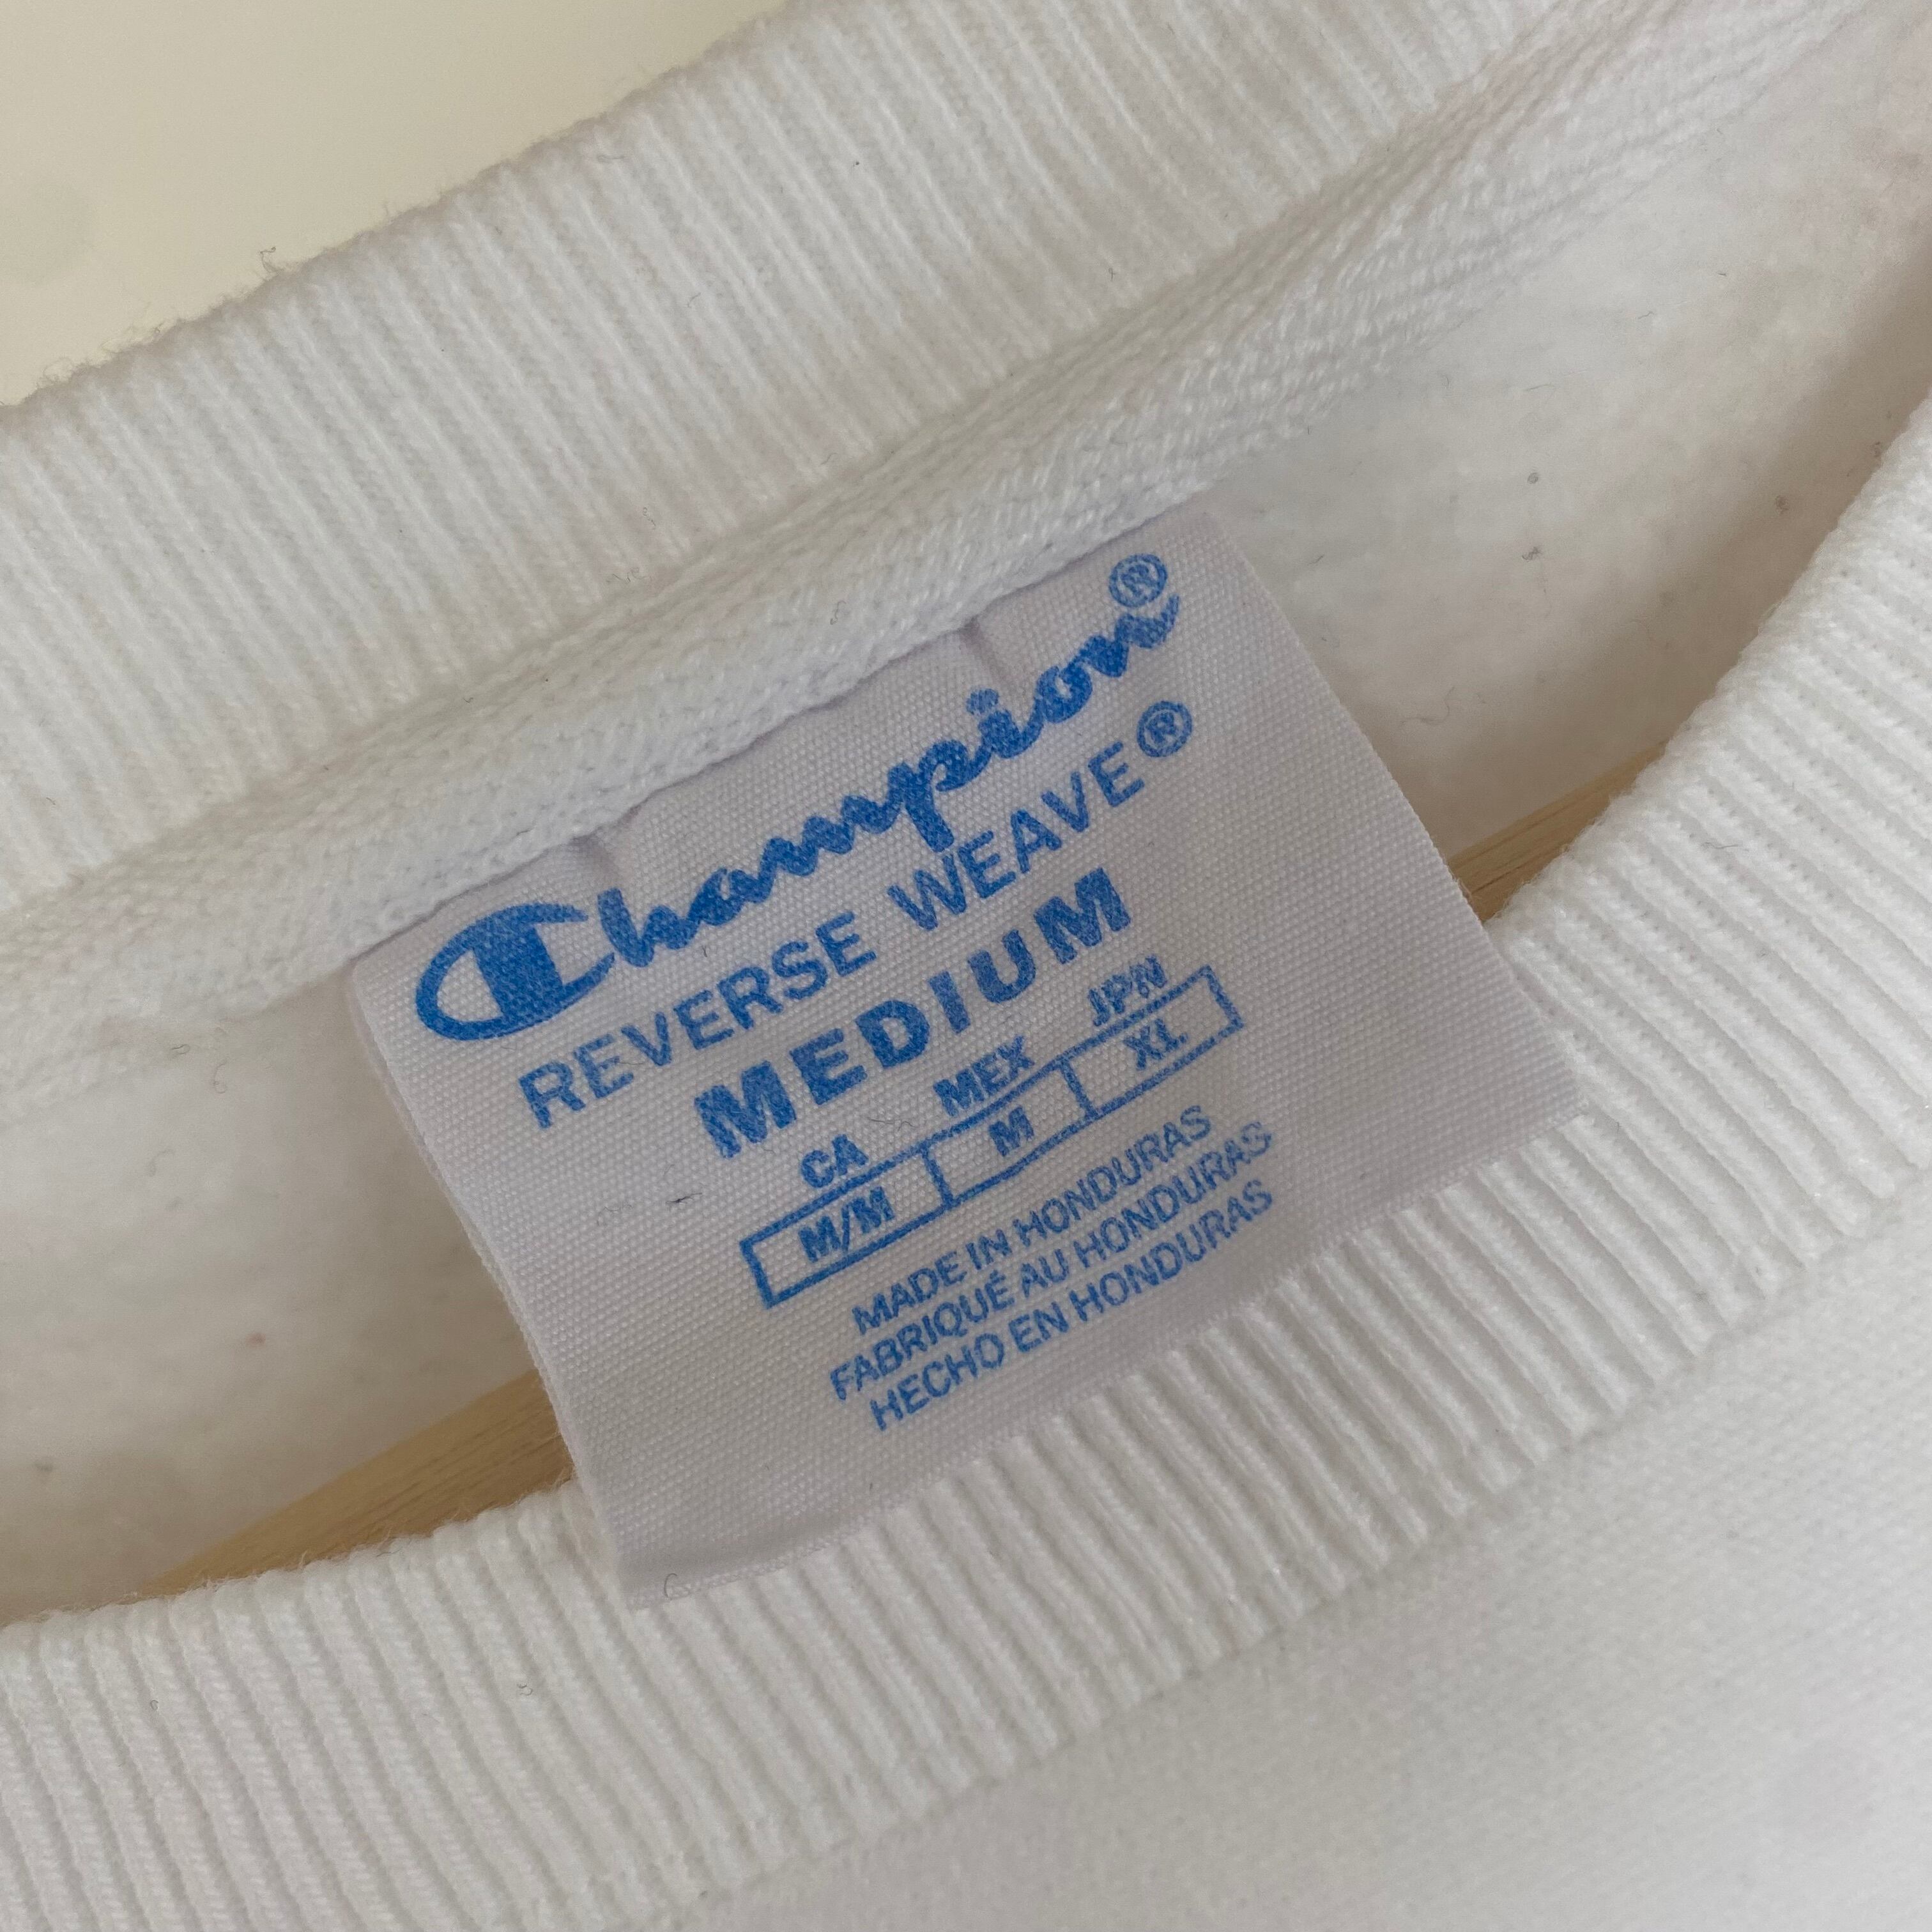 Champion®
REVERSE WEAVE®
MEDIUM
CA MEX JPN
M/M M XL
MADE IN HONDURAS
FABRIQUÉ AU HONDURAS
HECHO EN HONDURAS